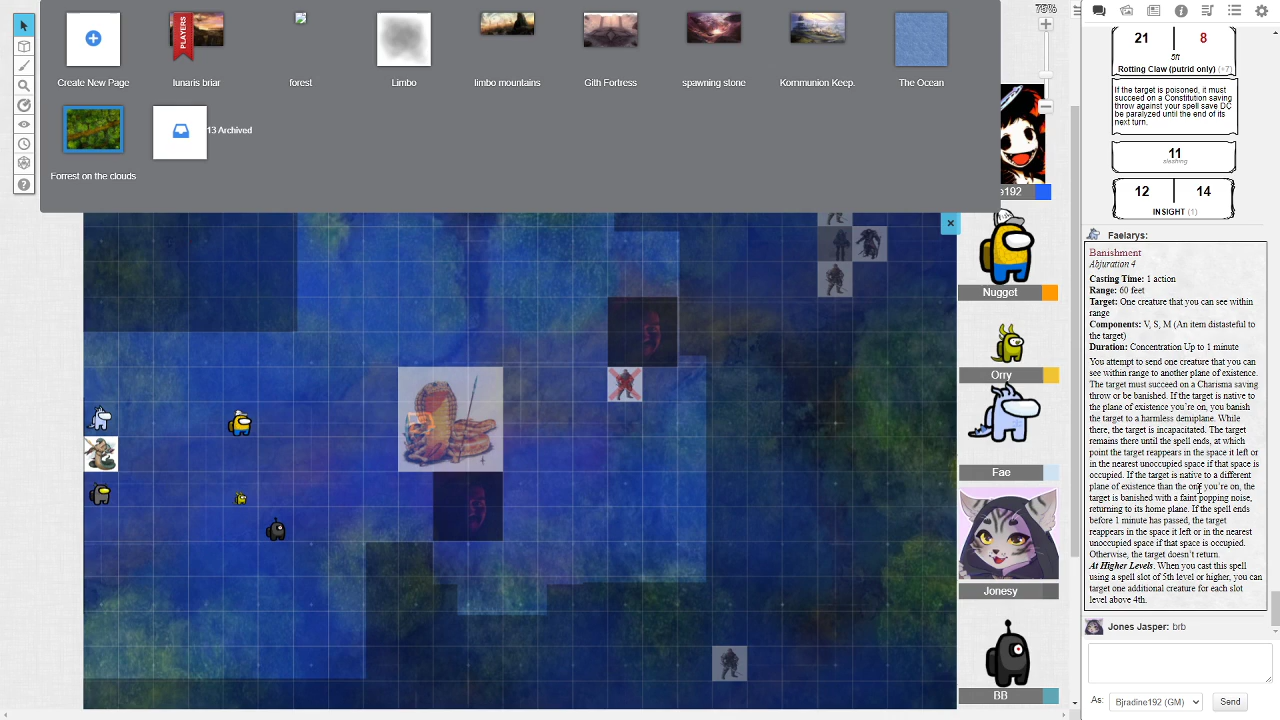 PLAYERS
Create New Page
lunaris briar
forest
Limbo
limbo mountains
Gith Fortress
spawning stone
Kommunion Keep.
The Ocean
Forrest on the clouds
13 Archived
78%
e192
Nugget
Orry
Fae
Jonesy
BB
21 8
Rotting Claw (putrid only) (+7)
If the target is a creature, it must
succeed on a Constitution saving
throw against your spell save DC
be paralyzed until the end of its
next turn.
11
slashing
12 14
INSIGHT (1)
Faelarys:
Banishment
Abjuration 4
Casting Time: 1 action
Range: 60 feet
Target: One creature that you can see within
range
Components: V, S, M (An item distasteful to
the target)
Duration: Concentration Up to 1 minute
You attempt to send one creature that you can
see within range to another plane of existence.
The target must succeed on a Charisma saving
throw or be banished. If the target is native to
the plane of existence you're on, you banish
the target to a harmless demiplane. While
there, the target is incapacitated. The target
remains there until the spell ends, at which
point the target reappears in the space it left or
in the nearest unoccupied space if that space is
occupied. If the target is native to a different
plane of existence than the one you're on, the
target is banished with a faint popping noise,
returning to its home plane. If the spell ends
before 1 minute has passed, the target
reappears in the space it left or in the nearest
unoccupied space if that space is occupied.
Otherwise, the target doesn't return.
At Higher Levels. When you cast this spell
using a spell slot of 5th level or higher, you can
target one additional creature for each slot
level above 4th.
Jones Jasper: brb
As: Bjradine192 (GM)
Send